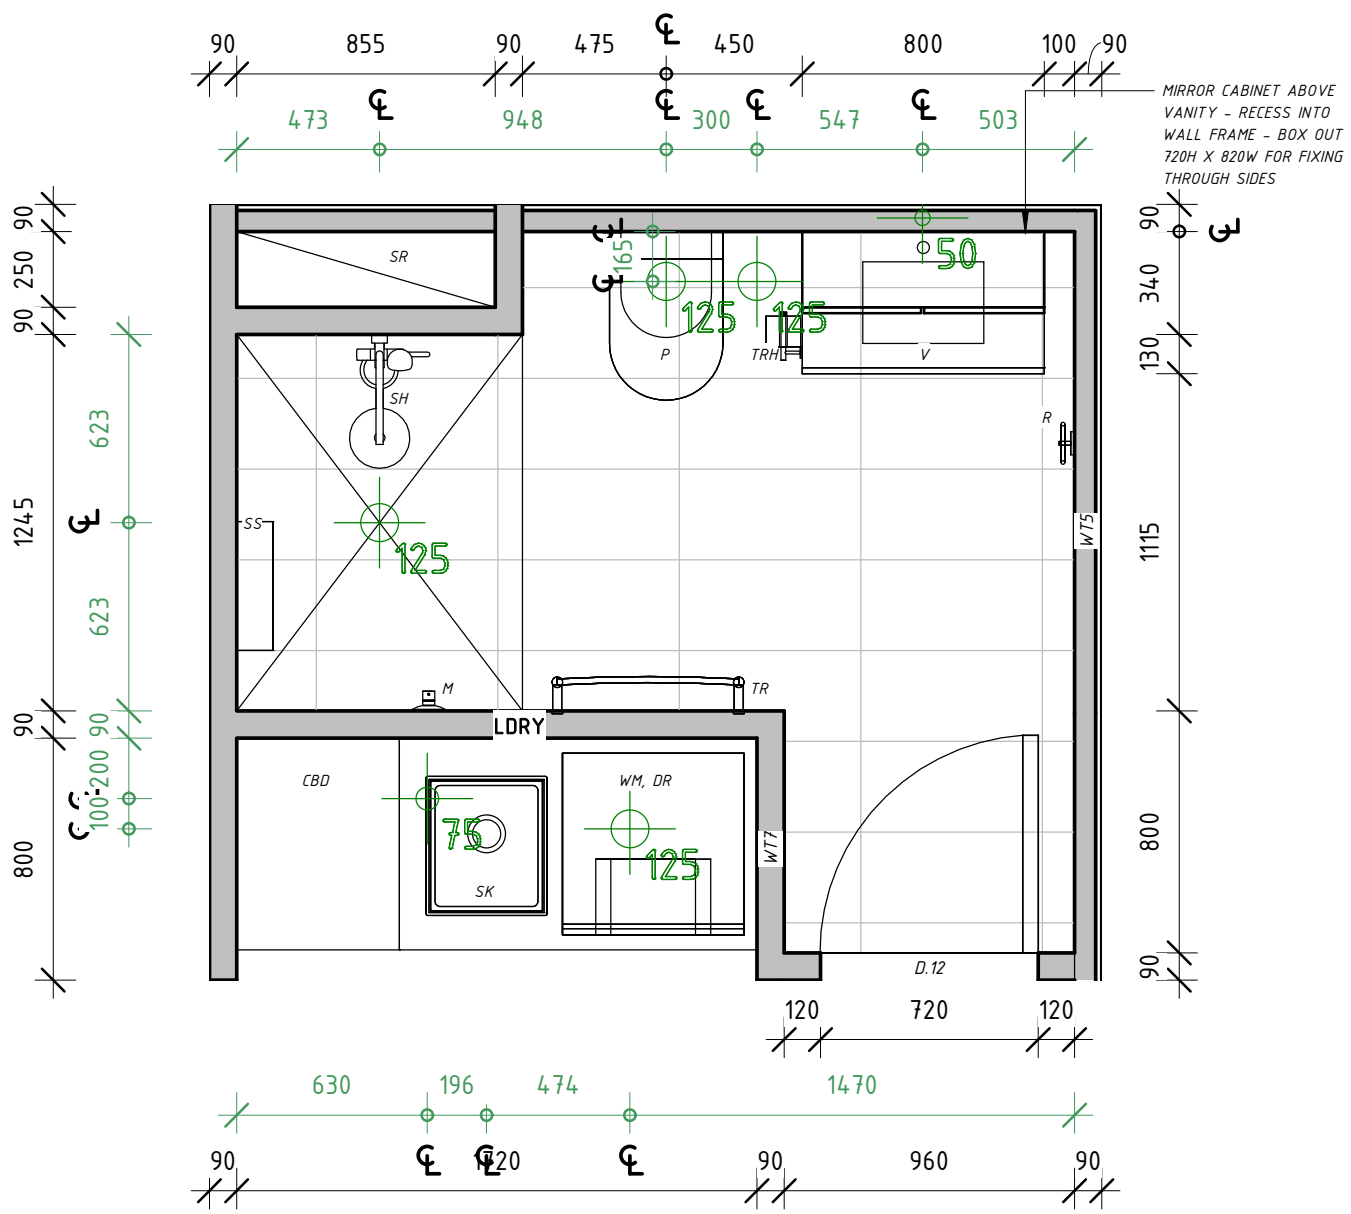 90 855 90 475 ℄ 450 800 100 90
℄ ℄ ℄ ℄
473 948 300 547 503
MIRROR CABINET ABOVE
VANITY - RECESS INTO
WALL FRAME - BOX OUT
720H X 820W FOR FIXING
THROUGH SIDES
90
250
90
1245
90
800
623
℄
623
90
200
100
℄
90
340
130
1115
800
90
℄
℄
165
SR
125
125
50
P
TRH
V
SH
R
SS
125
WT5
M
TR
LDRY
CBD
WM, DR
75
125
SK
WT7
D.12
120 720 120
630 196 474 1470
℄ ℄ ℄
90 90 960 90